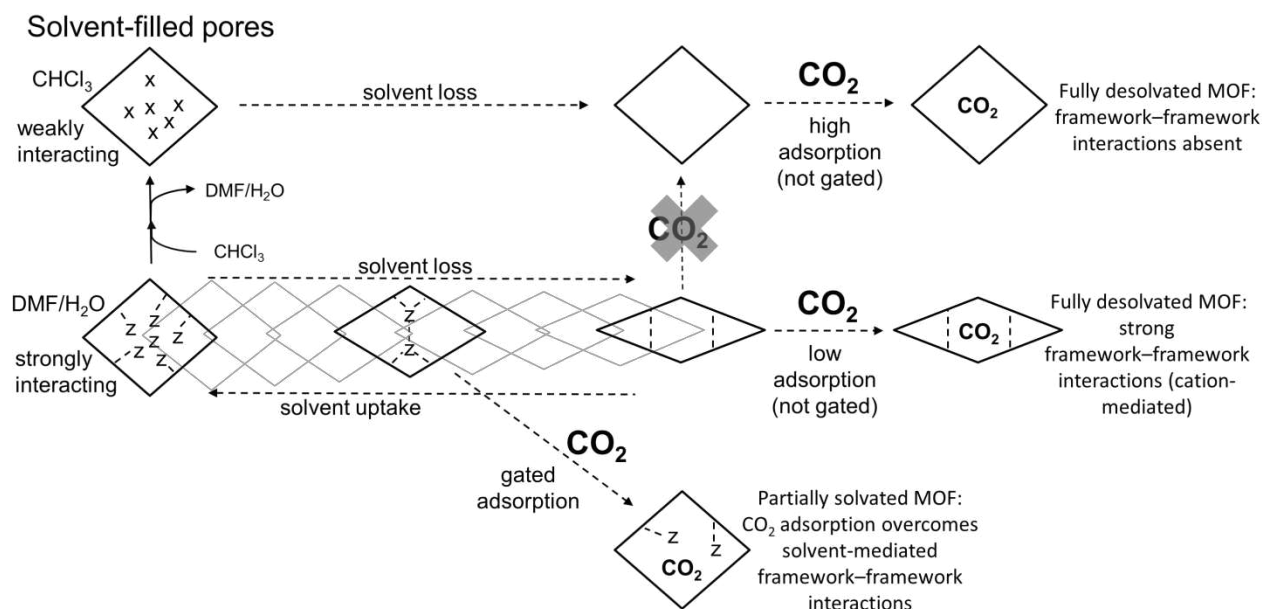 Solvent-filled pores
CHCl₃
x
x x x
x
x
weakly
interacting
solvent loss
CO₂
high
adsorption
(not gated)
CO₂
Fully desolvated MOF:
framework–framework
interactions absent
DMF/H₂O
CHCl₃
CO₂
DMF/H₂O
strongly
interacting
z
z
z
z
z
z
solvent loss
z
z
solvent uptake
CO₂
low
adsorption
(not gated)
CO₂
Fully desolvated MOF:
strong
framework–framework
interactions (cation-
mediated)
CO₂
gated
adsorption
z
z
CO₂
Partially solvated MOF:
CO₂ adsorption overcomes
solvent-mediated
framework–framework
interactions